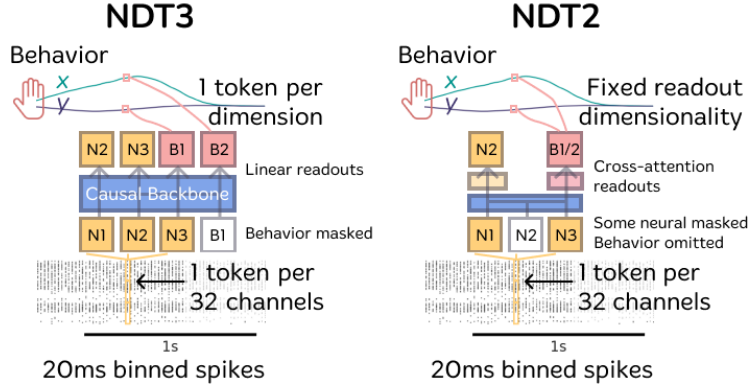 NDT3
Behavior
X
Y
1 token per
dimension
N2 N3 B1 B2
Linear readouts
Causal Backbone
N1 N2 N3 B1
Behavior masked
1 token per
32 channels
1s
20ms binned spikes
NDT2
Behavior
X
Y
Fixed readout
dimensionality
N2 B1/2
Cross-attention
readouts
N1 N2 N3
Some neural masked
Behavior omitted
1 token per
32 channels
1s
20ms binned spikes